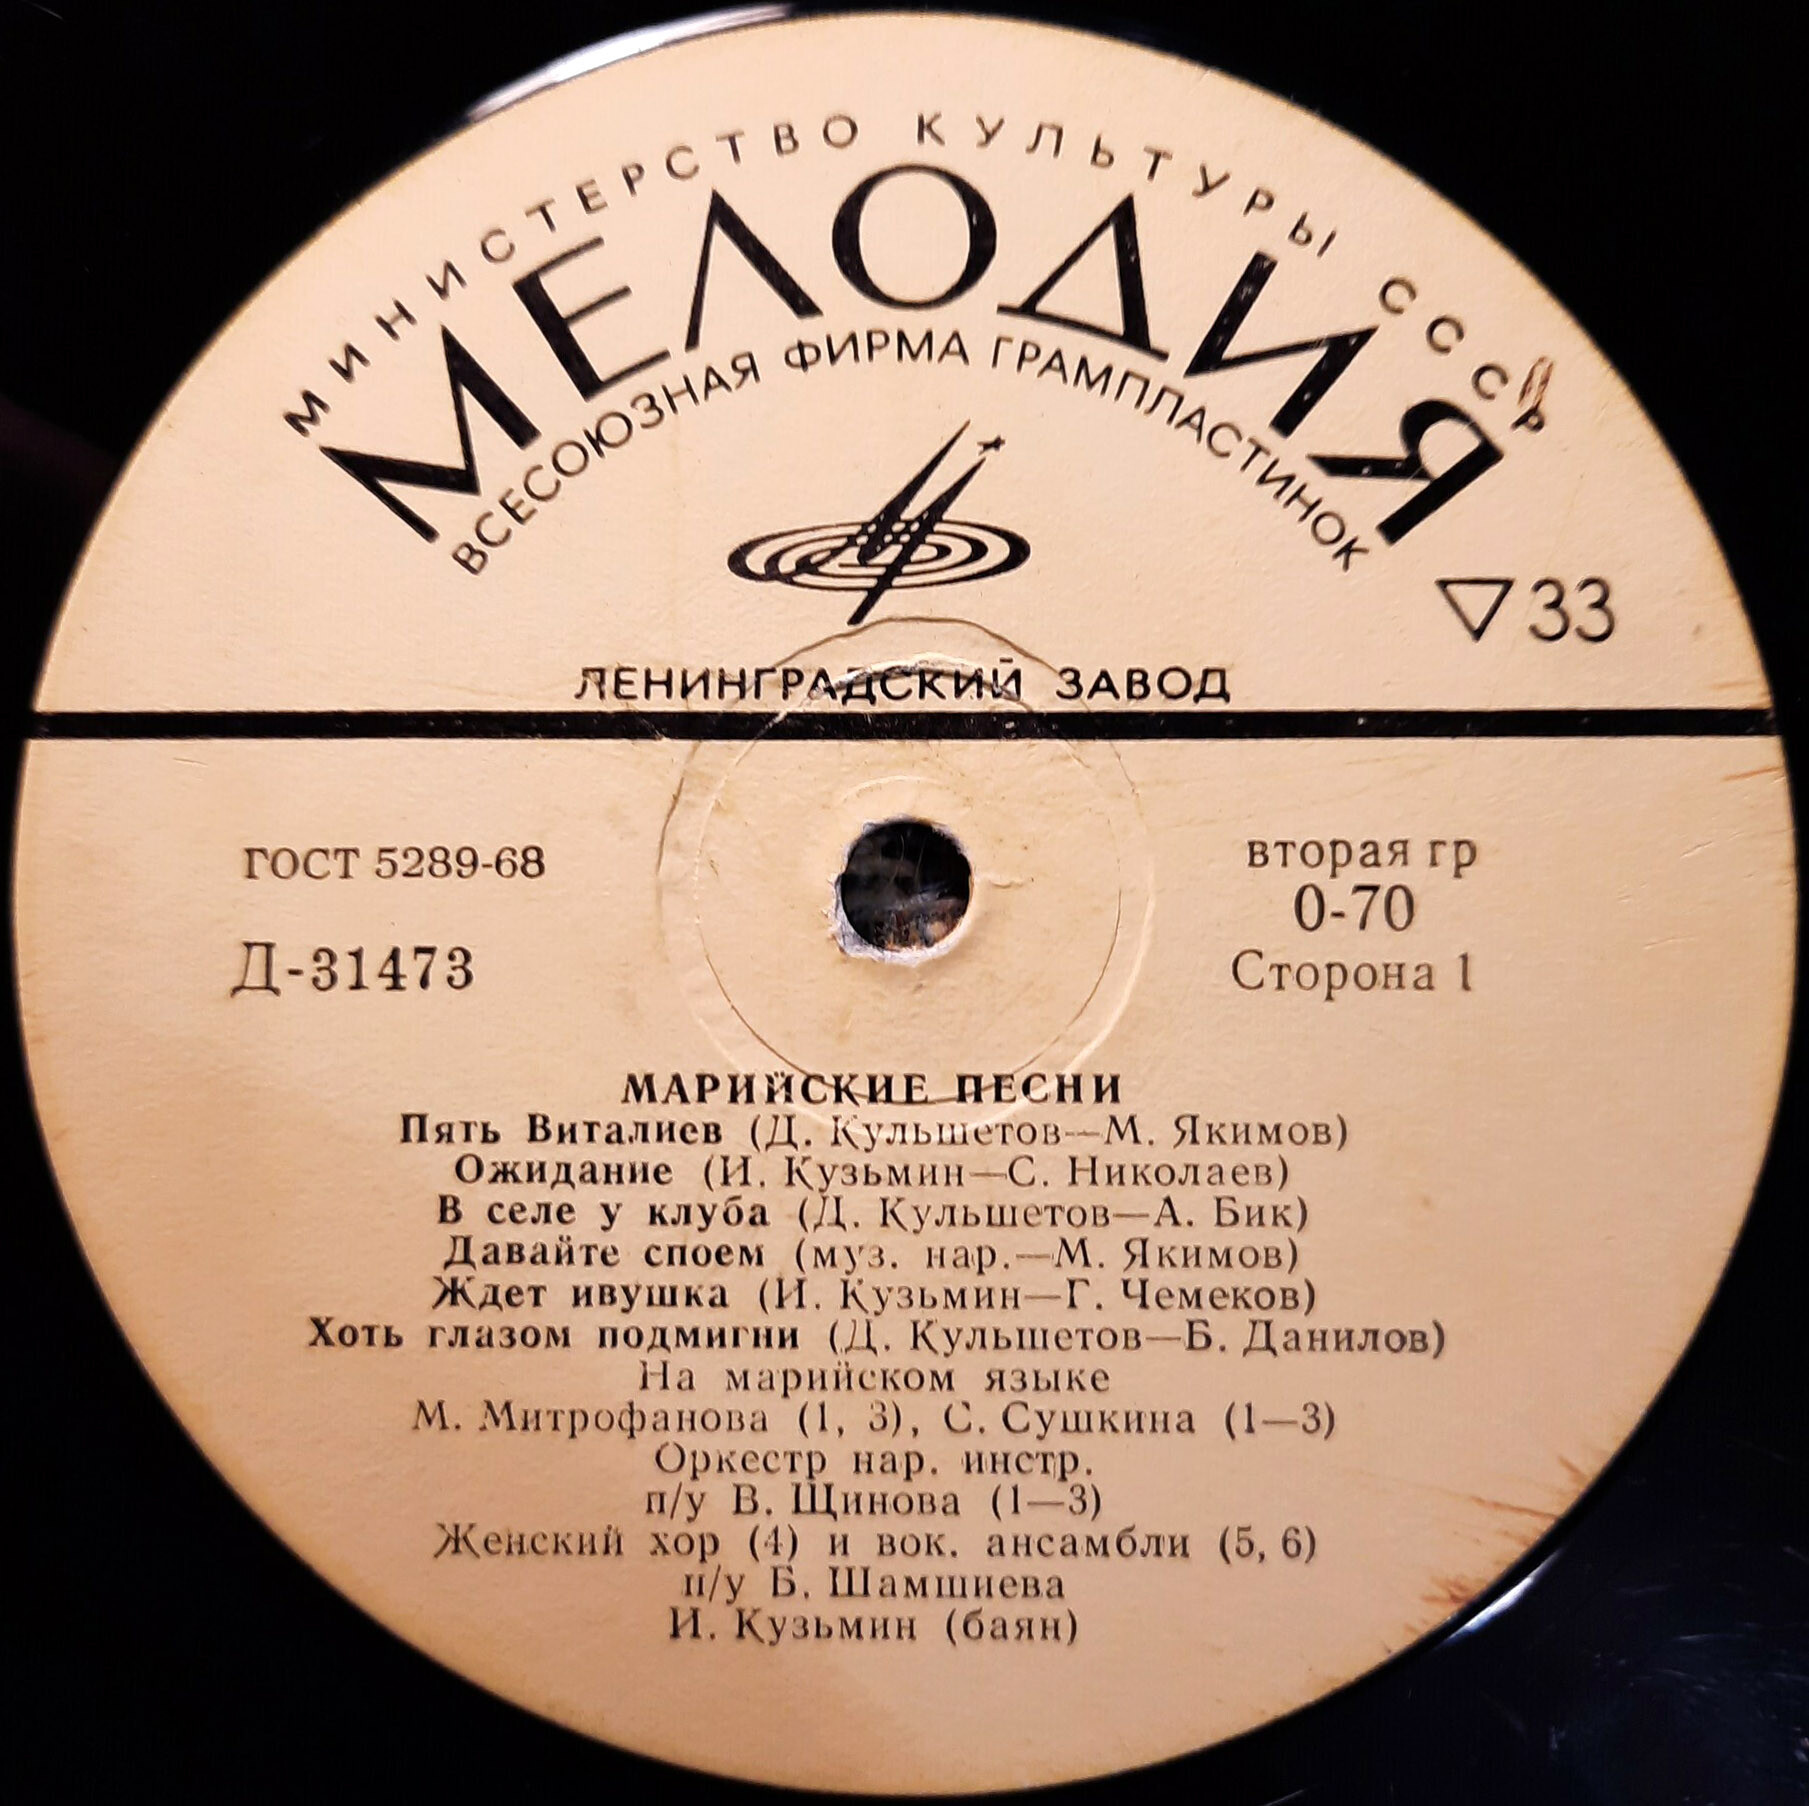 МИНИСТЕРСТВО КУЛЬТУРЫ СССР
МЕЛОДИЯ
ВСЕСОЮЗНАЯ ФИРМА ГРАМПЛАСТИНОК
33
ЛЕНИНГРАДСКИЙ ЗАВОД
ГОСТ 5289-68
вторая гр
0-70
Д-31473
Сторона 1
МАРИЙСКИЕ ПЕСНИ
Пять Виталиев (Д. Кульшетов—М. Якимов)
Ожидание (И. Кузьмин—С. Николаев)
В селе у клуба (Д. Кульшетов—А. Бик)
Давайте споем (муз. нар.—М. Якимов)
Ждет ивушка (И. Кузьмин—Г. Чемеков)
Хоть глазом подмигни (Д. Кульшетов—Б. Данилов)
На марийском языке
М. Митрофанова (1, 3), С. Сушкина (1—3)
Оркестр нар. инстр.
п/у В. Щинова (1—3)
Женский хор (4) и вок. ансамбли (5, 6)
п/у Б. Шамшиева
И. Кузьмин (баян)